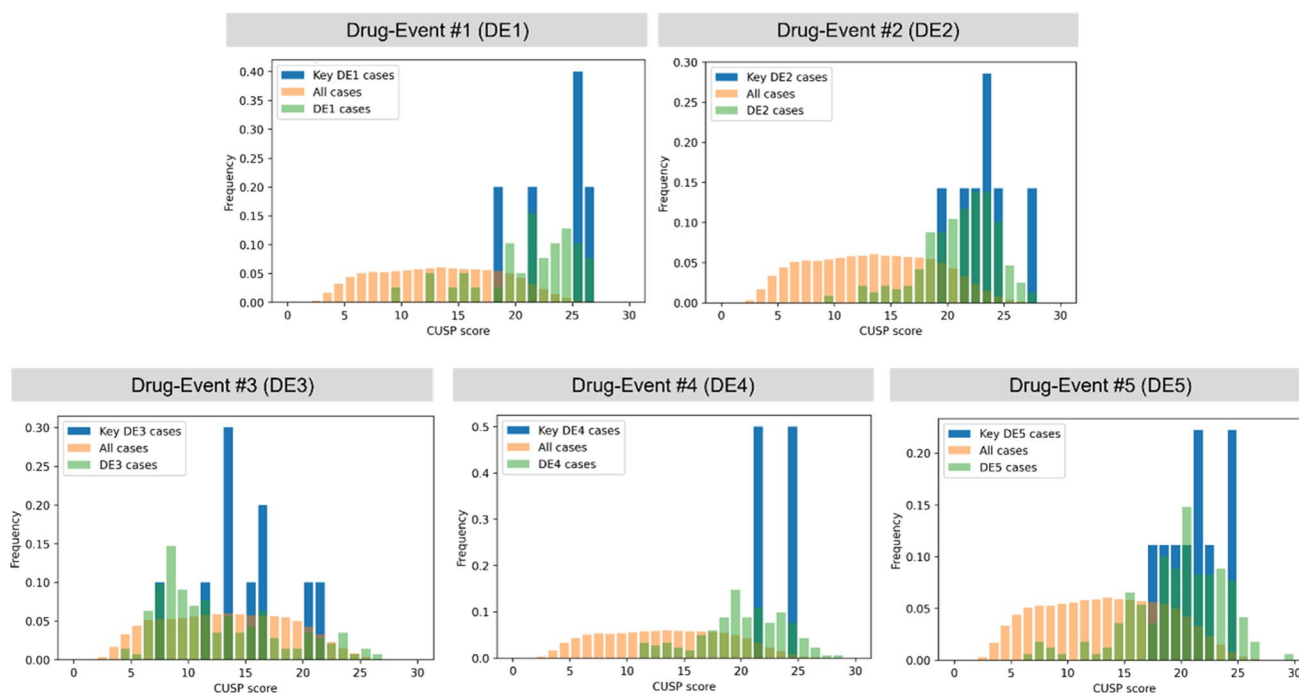 Drug-Event #1 (DE1)
Key DE1 cases
All cases
DE1 cases
Frequency
0.40
0.35
0.30
0.25
0.20
0.15
0.10
0.05
0.00
0 5 10 15 20 25 30
CUSP score
Drug-Event #2 (DE2)
Key DE2 cases
All cases
DE2 cases
Frequency
0.30
0.25
0.20
0.15
0.10
0.05
0.00
0 5 10 15 20 25 30
CUSP score
Drug-Event #3 (DE3)
Key DE3 cases
All cases
DE3 cases
Frequency
0.30
0.25
0.20
0.15
0.10
0.05
0.00
0 5 10 15 20 25 30
CUSP score
Drug-Event #4 (DE4)
Key DE4 cases
All cases
DE4 cases
Frequency
0.5
0.4
0.3
0.2
0.1
0.0
0 5 10 15 20 25 30
CUSP score
Drug-Event #5 (DE5)
Key DE5 cases
All cases
DE5 cases
Frequency
0.20
0.15
0.10
0.05
0.00
0 5 10 15 20 25 30
CUSP score